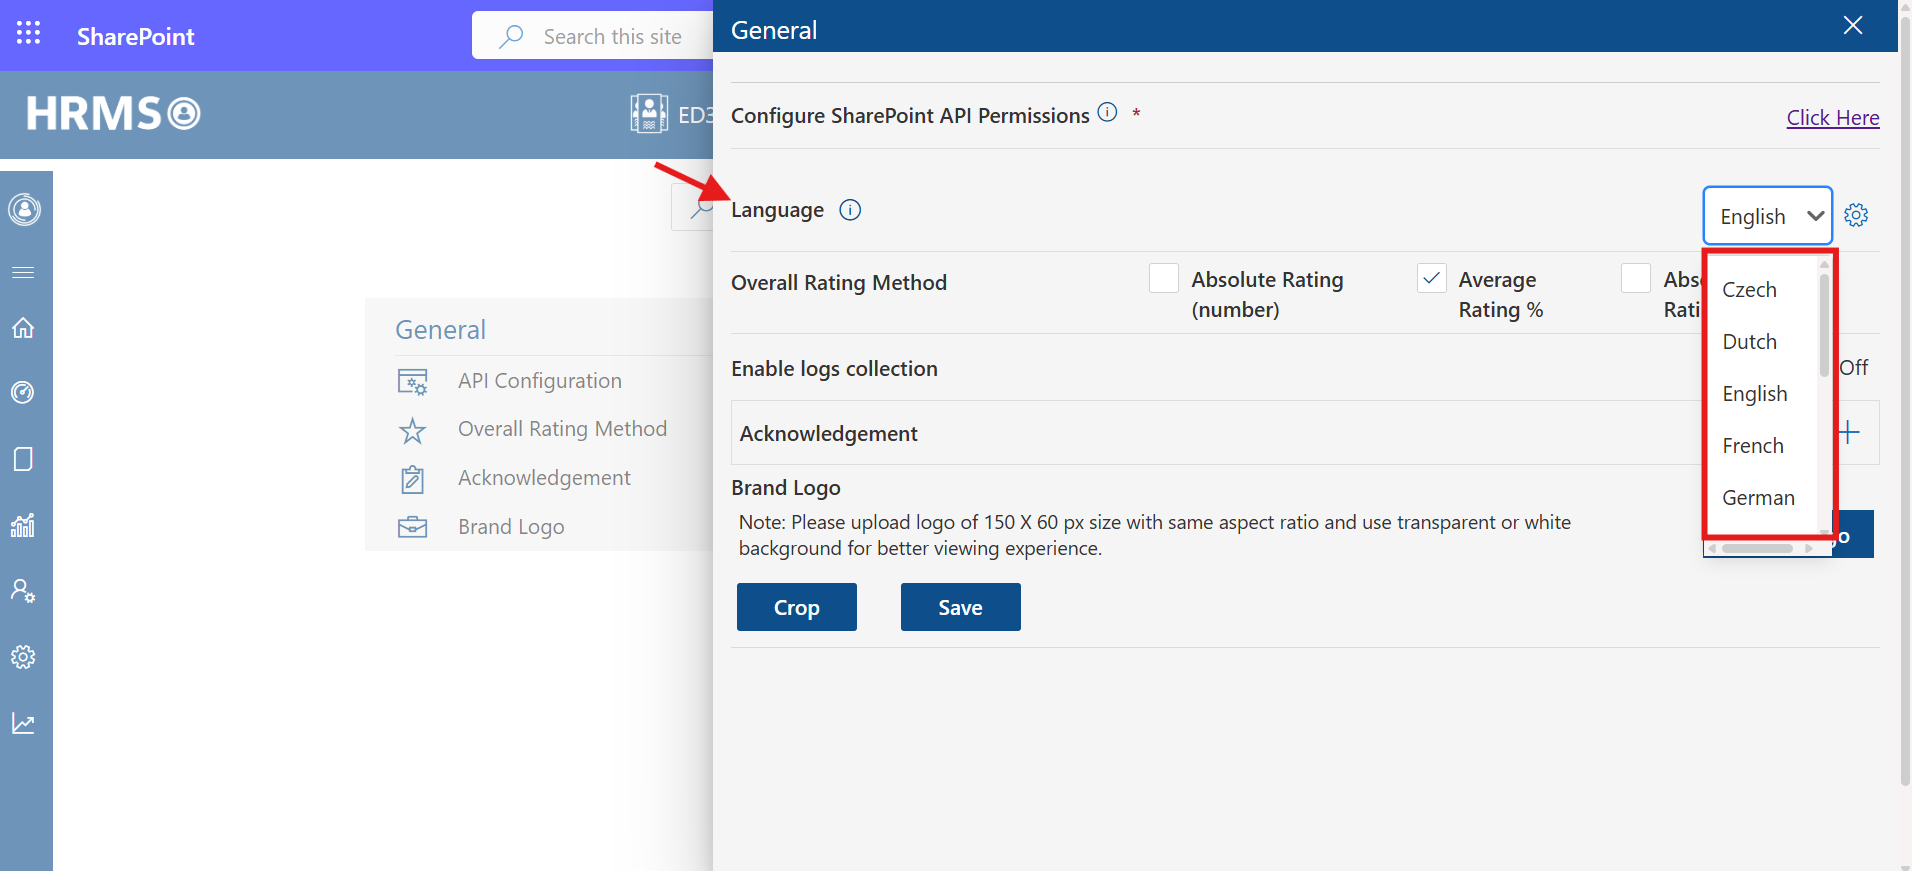 SharePoint
Search this site
General
HRMS
ED3
Configure SharePoint API Permissions *
Click Here
Language
English
Overall Rating Method
Absolute Rating
(number)
Average
Rating %
Czech
Dutch
English
French
German
Enable logs collection
Off
Acknowledgement
Brand Logo
Note: Please upload logo of 150 X 60 px size with same aspect ratio and use transparent or white
background for better viewing experience.
Crop
Save
General
API Configuration
Overall Rating Method
Acknowledgement
Brand Logo